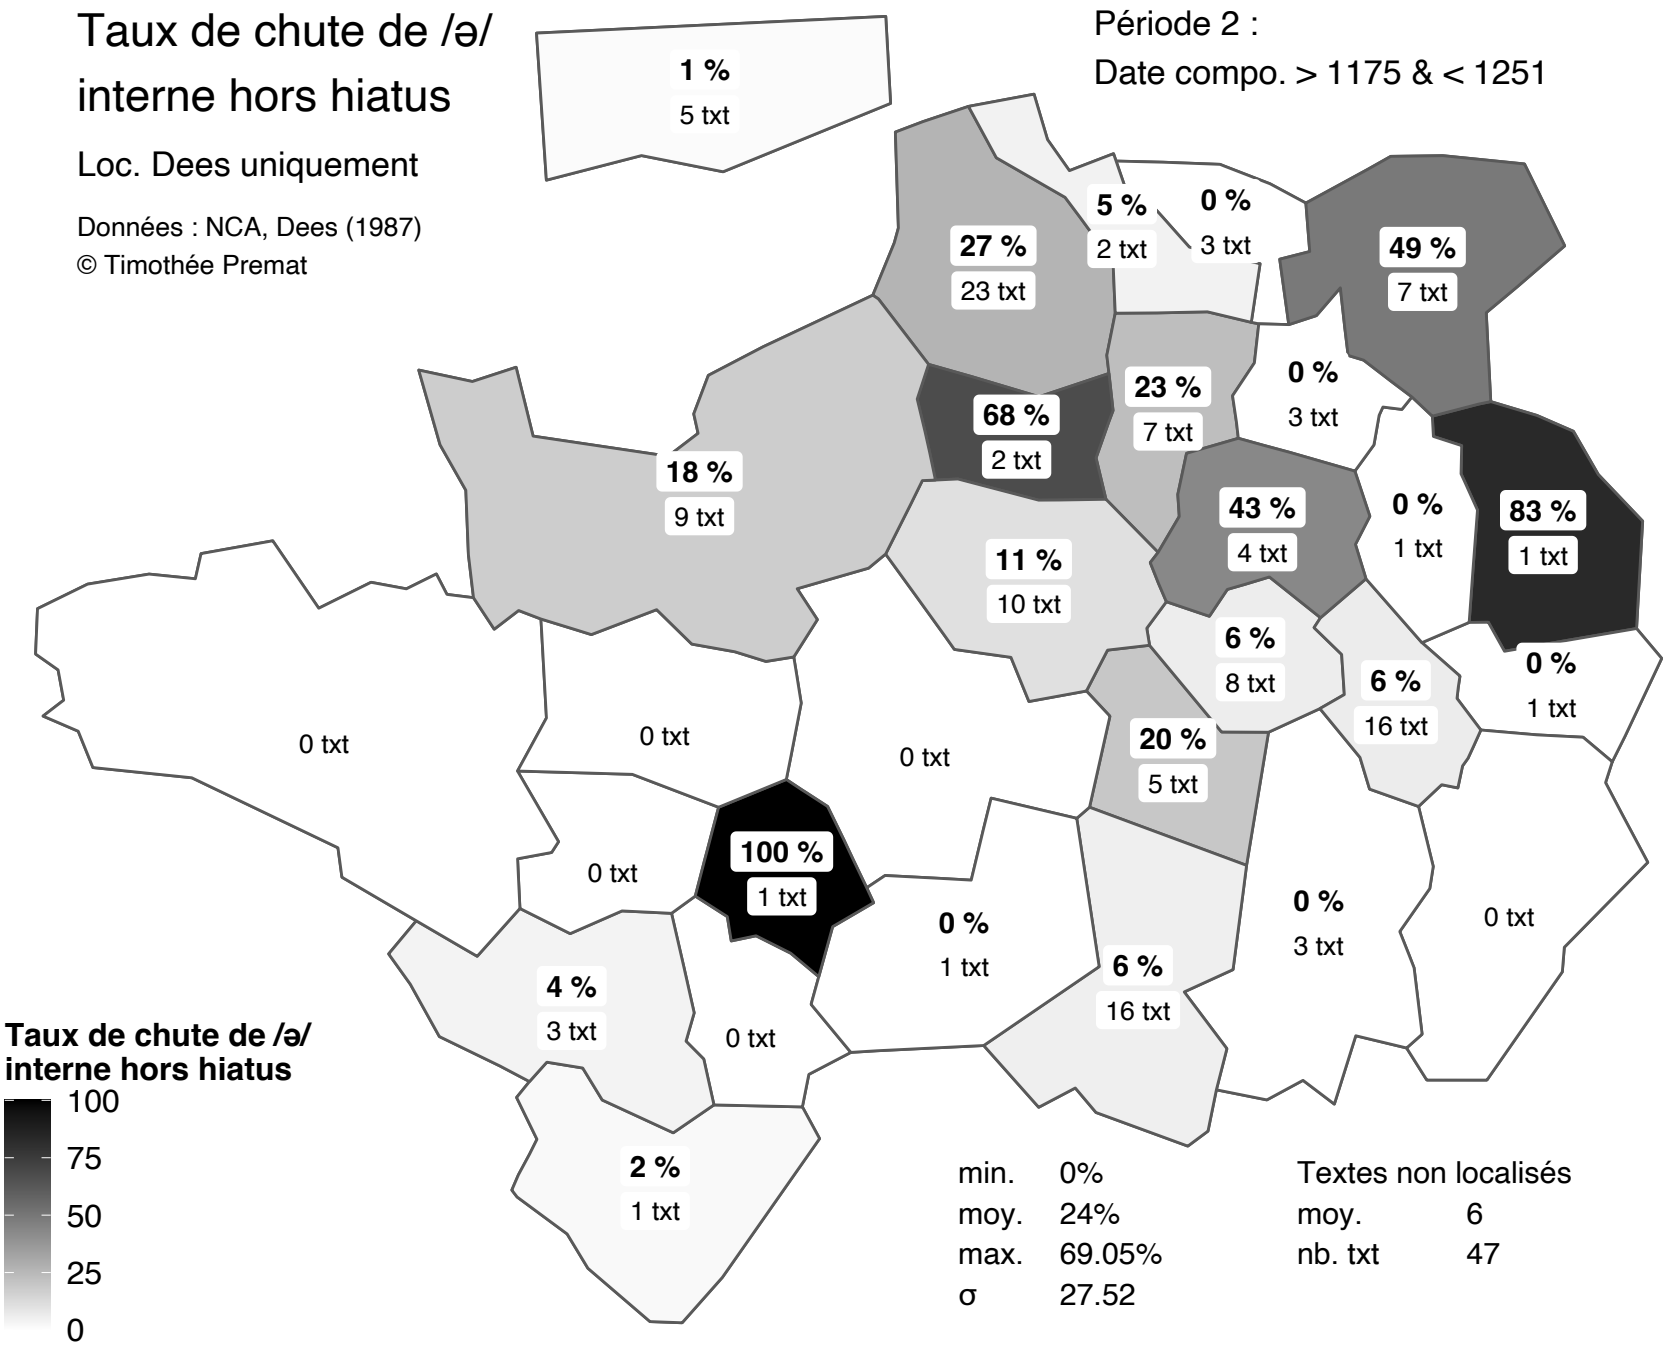 Taux de chute de /ə/
interne hors hiatus
Loc. Dees uniquement
Données : NCA, Dees (1987)
© Timothée Premat
Période 2 :
Date compo. > 1175 & < 1251
1 %
5 txt
5 %
2 txt
0 %
3 txt
27 %
23 txt
49 %
7 txt
0 %
3 txt
23 %
7 txt
68 %
2 txt
18 %
9 txt
43 %
4 txt
0 %
1 txt
83 %
1 txt
11 %
10 txt
6 %
8 txt
6 %
16 txt
0 %
1 txt
0 txt
0 txt
0 txt
20 %
5 txt
0 txt
100 %
1 txt
0 %
1 txt
0 %
3 txt
0 txt
6 %
16 txt
4 %
3 txt
0 txt
2 %
1 txt
Taux de chute de /ə/
interne hors hiatus
100
75
50
25
0
min. 0%
moy. 24%
max. 69.05%
σ 27.52
Textes non localisés
moy. 6
nb. txt 47